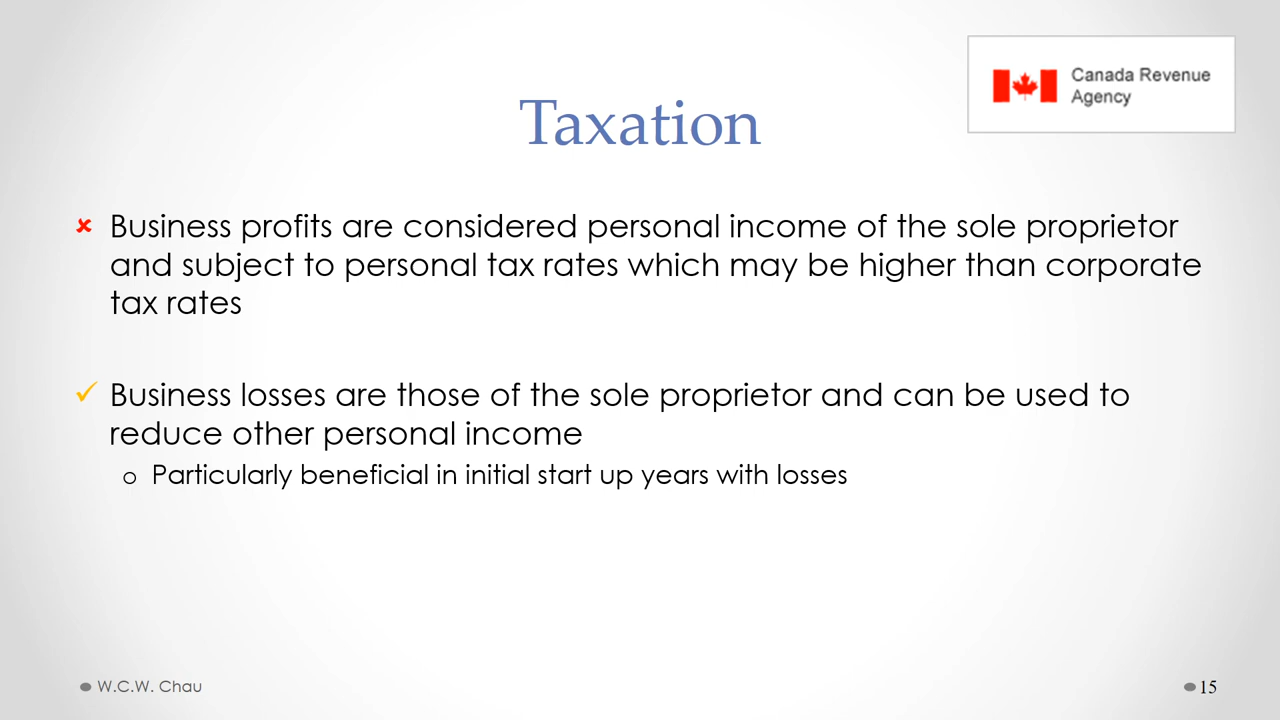 Canada Revenue
Agency
Taxation
Business profits are considered personal income of the sole proprietor
and subject to personal tax rates which may be higher than corporate
tax rates
Business losses are those of the sole proprietor and can be used to
reduce other personal income
o Particularly beneficial in initial start up years with losses
W.C.W. Chau
15